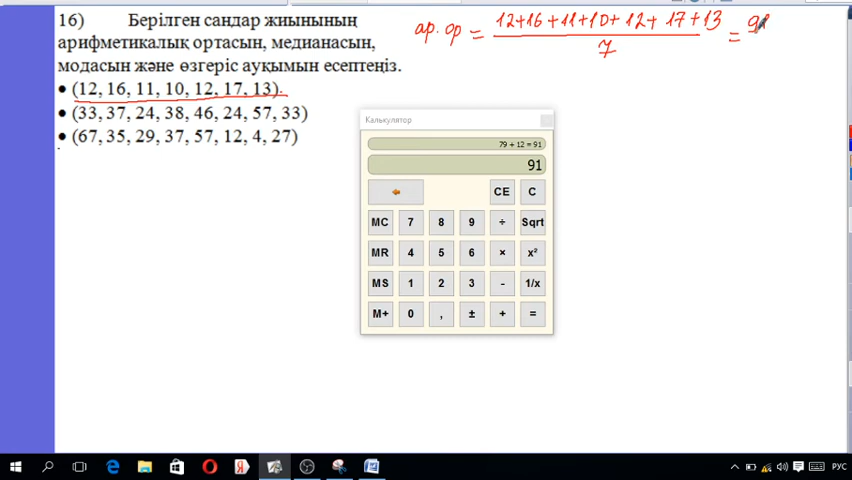 16) Берілген сандар жиынының
арифметикалық ортасын, медианасын,
модасын және өзгеріс ауқымын есептеңіз.
• (12, 16, 11, 10, 12, 17, 13).
• (33, 37, 24, 38, 46, 24, 57, 33)
• (67, 35, 29, 37, 57, 12, 4, 27)
ар. ор = 12+16+11+10+12+17+13 =
7
Калькулятор
79 + 12 = 91
91
CE C
MC 7 8 9 ÷ Sqrt
MR 4 5 6 × x²
MS 1 2 3 - 1/x
M+ 0 , ± + =
РУС